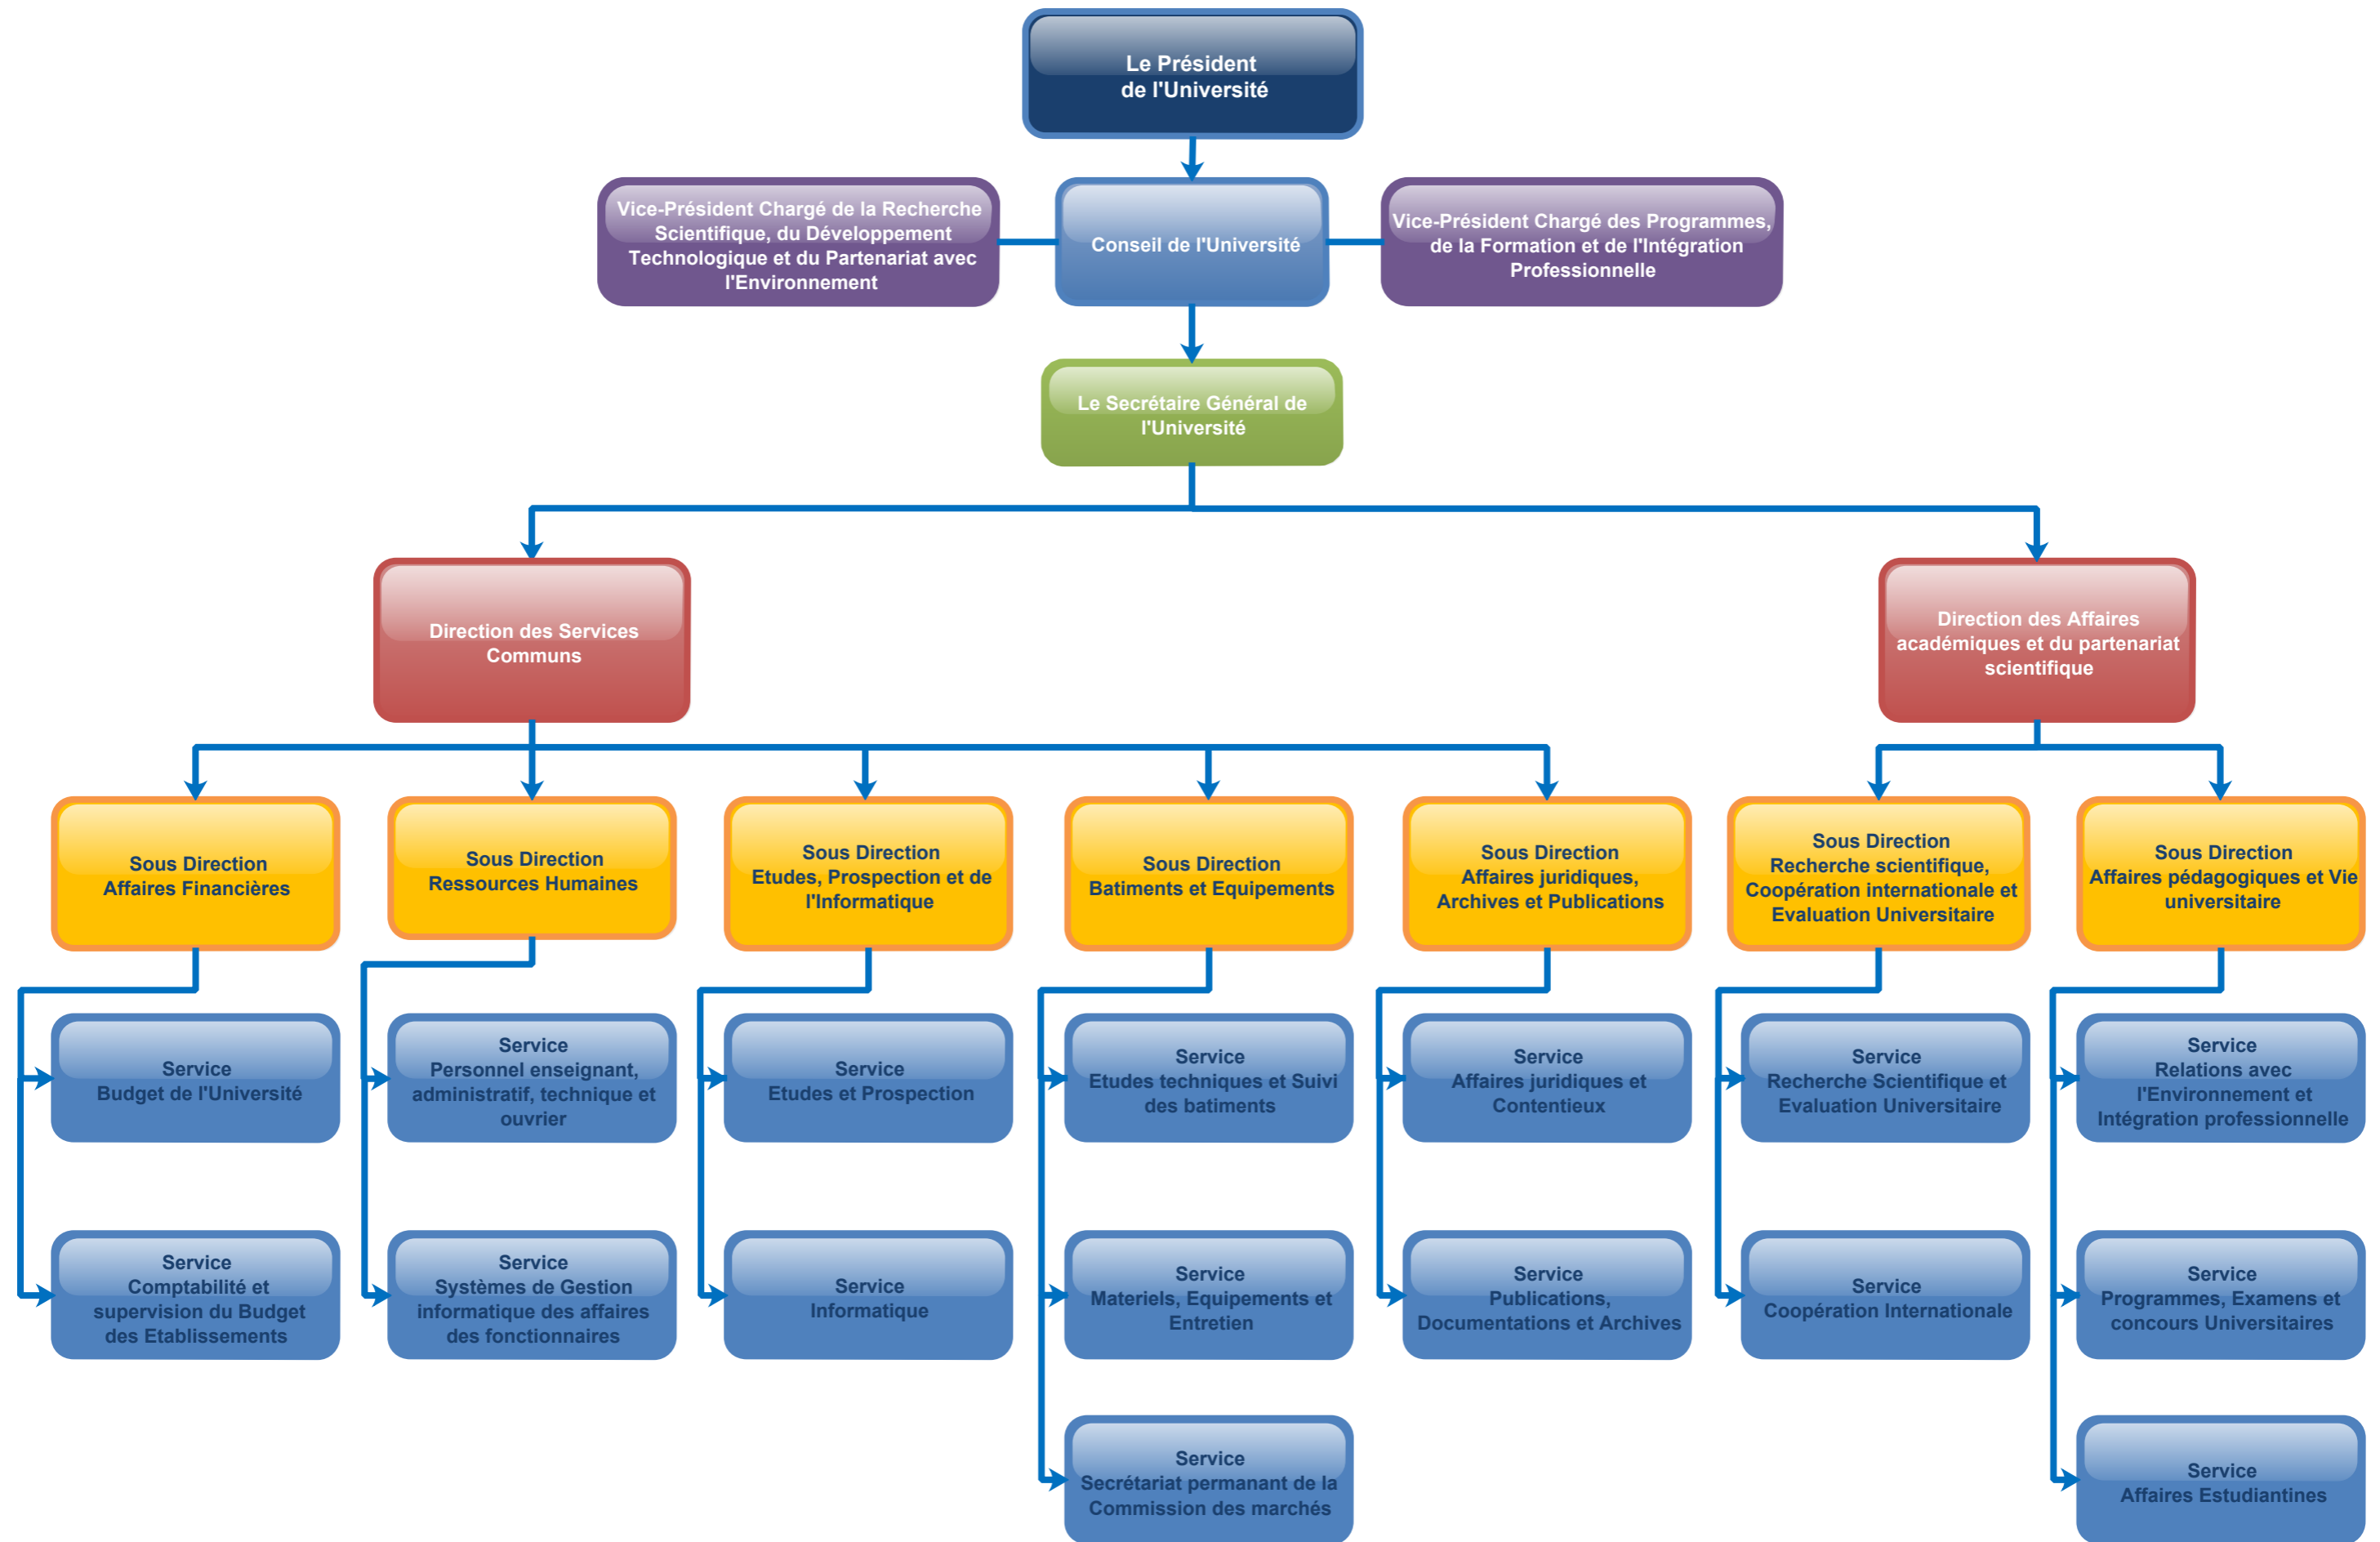 Le Président
de l'Université
Vice-Président Chargé de la Recherche
Scientifique, du Développement
Technologique et du Partenariat avec
l'Environnement
Conseil de l'Université
Vice-Président Chargé des Programmes,
de la Formation et de l'Intégration
Professionnelle
Le Secrétaire Général de
l'Université
Direction des Services
Communs
Direction des Affaires
académiques et du partenariat
scientifique
Sous Direction
Affaires Financières
Sous Direction
Ressources Humaines
Sous Direction
Etudes, Prospection et de
l'Informatique
Sous Direction
Batiments et Equipements
Sous Direction
Affaires juridiques,
Archives et Publications
Sous Direction
Recherche scientifique,
Coopération internationale et
Evaluation Universitaire
Sous Direction
Affaires pédagogiques et Vie
universitaire
Service
Budget de l'Université
Service
Personnel enseignant,
administratif, technique et
ouvrier
Service
Etudes et Prospection
Service
Etudes techniques et Suivi
des batiments
Service
Affaires juridiques et
Contentieux
Service
Recherche Scientifique et
Evaluation Universitaire
Service
Relations avec
l'Environnement et
Intégration professionnelle
Service
Comptabilité et
supervision du Budget
des Etablissements
Service
Systèmes de Gestion
informatique des affaires
des fonctionnaires
Service
Informatique
Service
Materiels, Equipements et
Entretien
Service
Publications,
Documentations et Archives
Service
Coopération Internationale
Service
Programmes, Examens et
concours Universitaires
Service
Secrétariat permanant de la
Commission des marchés
Service
Affaires Estudiantines